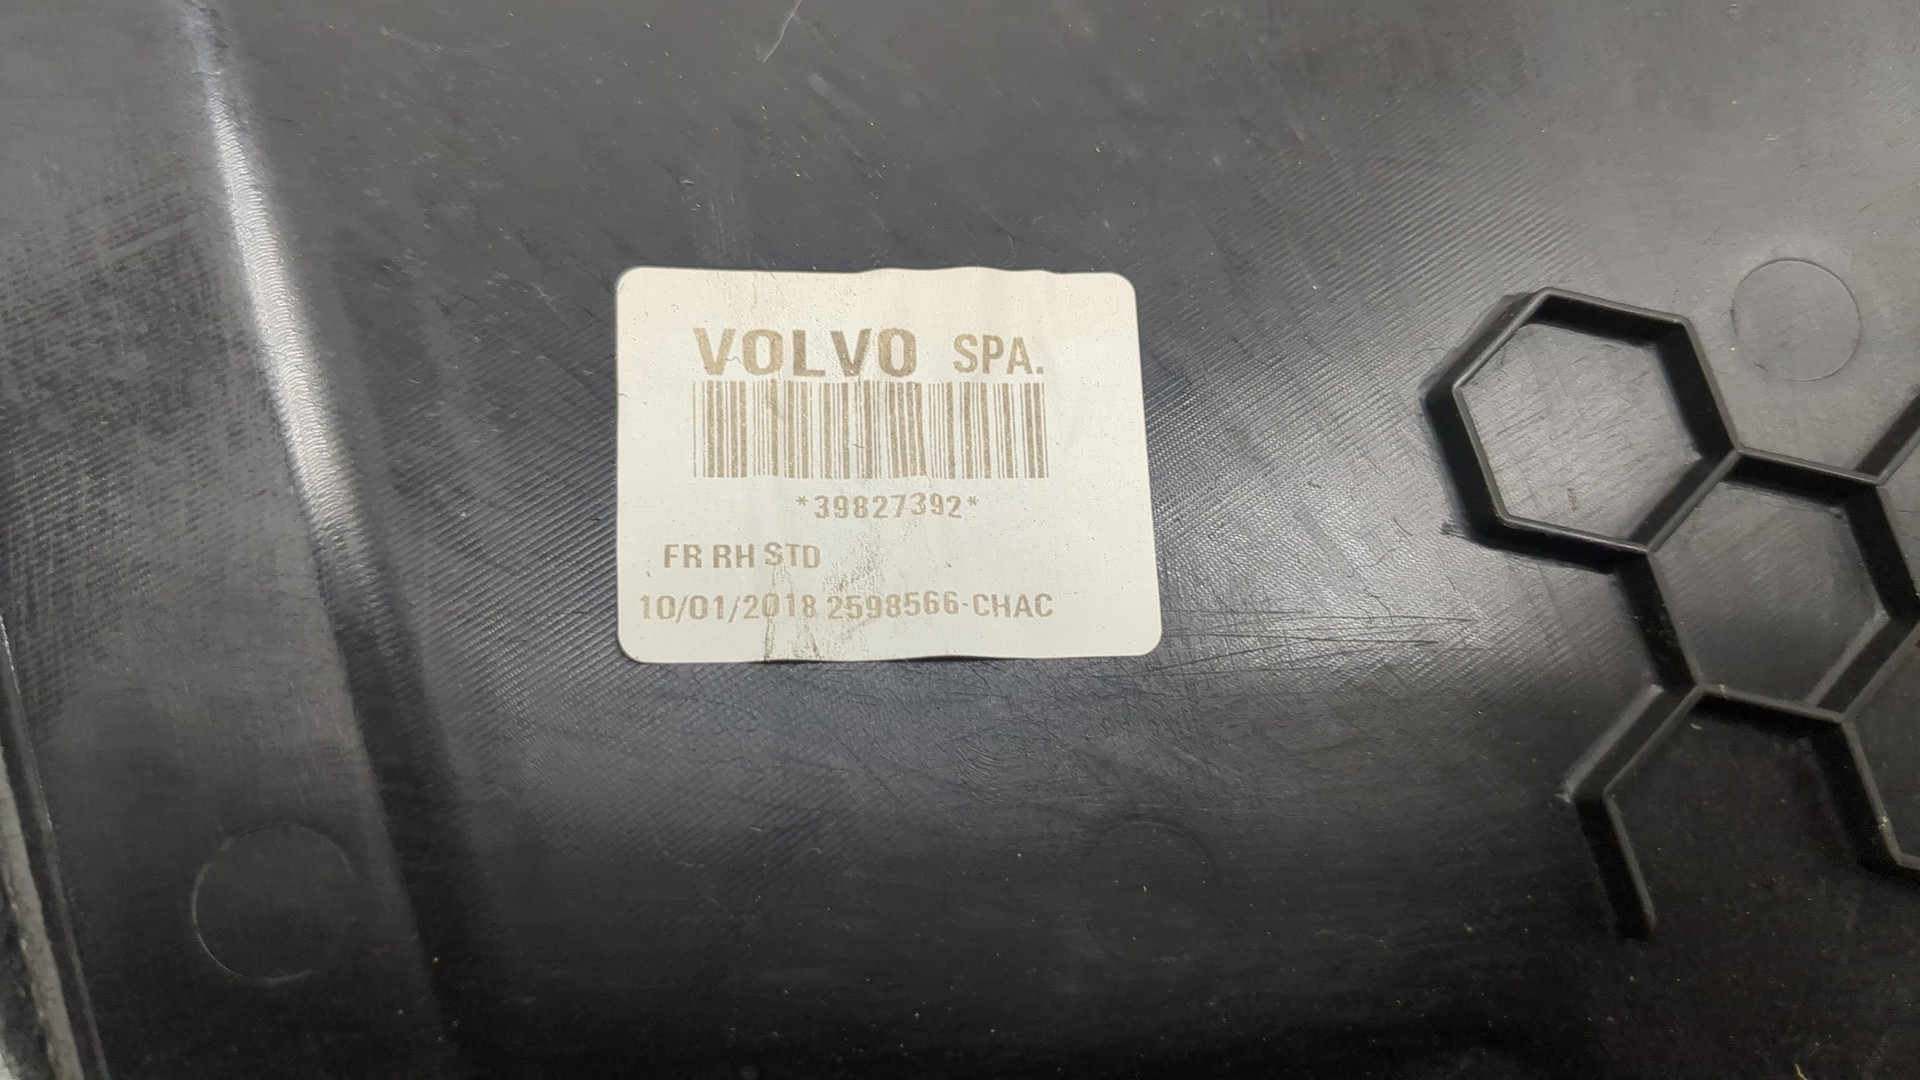 VOLVO SPA.
*39827392*
FR RH STD
10/01/2018 2598566-CHAC